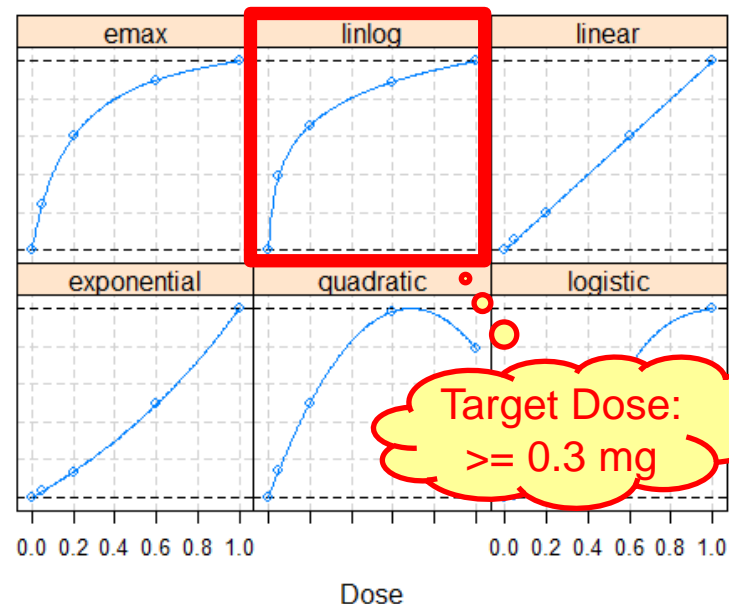 emax linlog linear
exponential quadratic logistic
Target Dose:
>= 0.3 mg
0.0 0.2 0.4 0.6 0.8 1.0 0.0 0.2 0.4 0.6 0.8 1.0
Dose